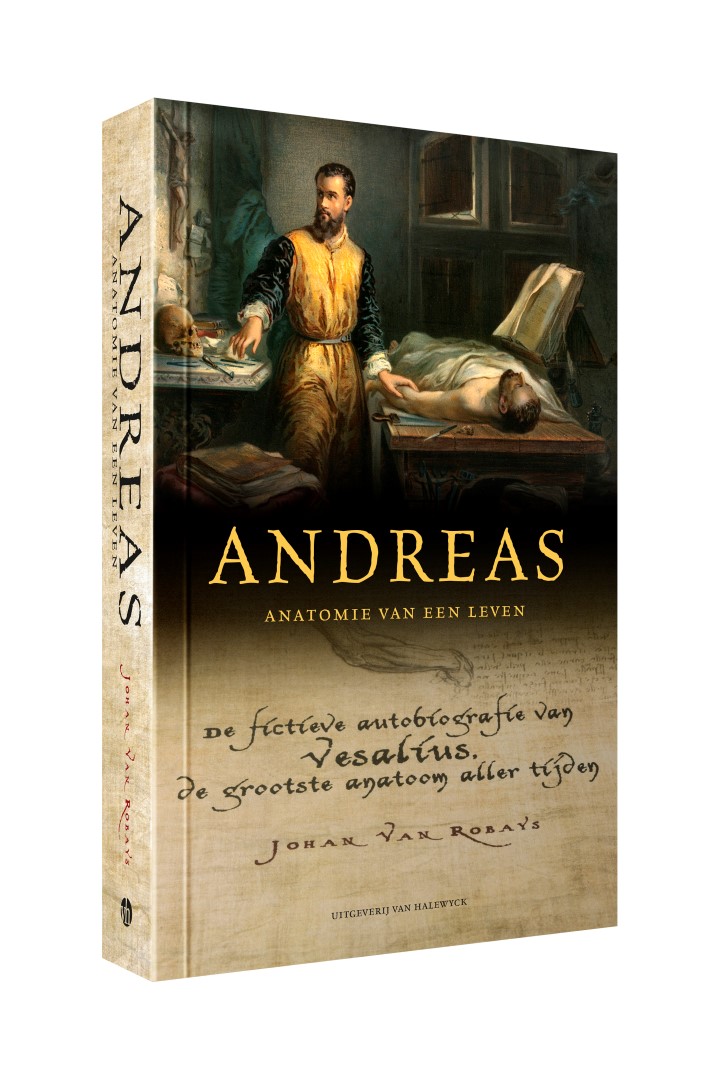 ANDREAS
ANATOMIE VAN EEN LEVEN
JOHAN VAN ROBAYS
vh
ANDREAS
ANATOMIE VAN EEN LEVEN
De fictieve autobiografie van
Vesalius,
de grootste anatoom aller tijden
JOHAN VAN ROBAYS
UITGEVERIJ VAN HALEWYCK